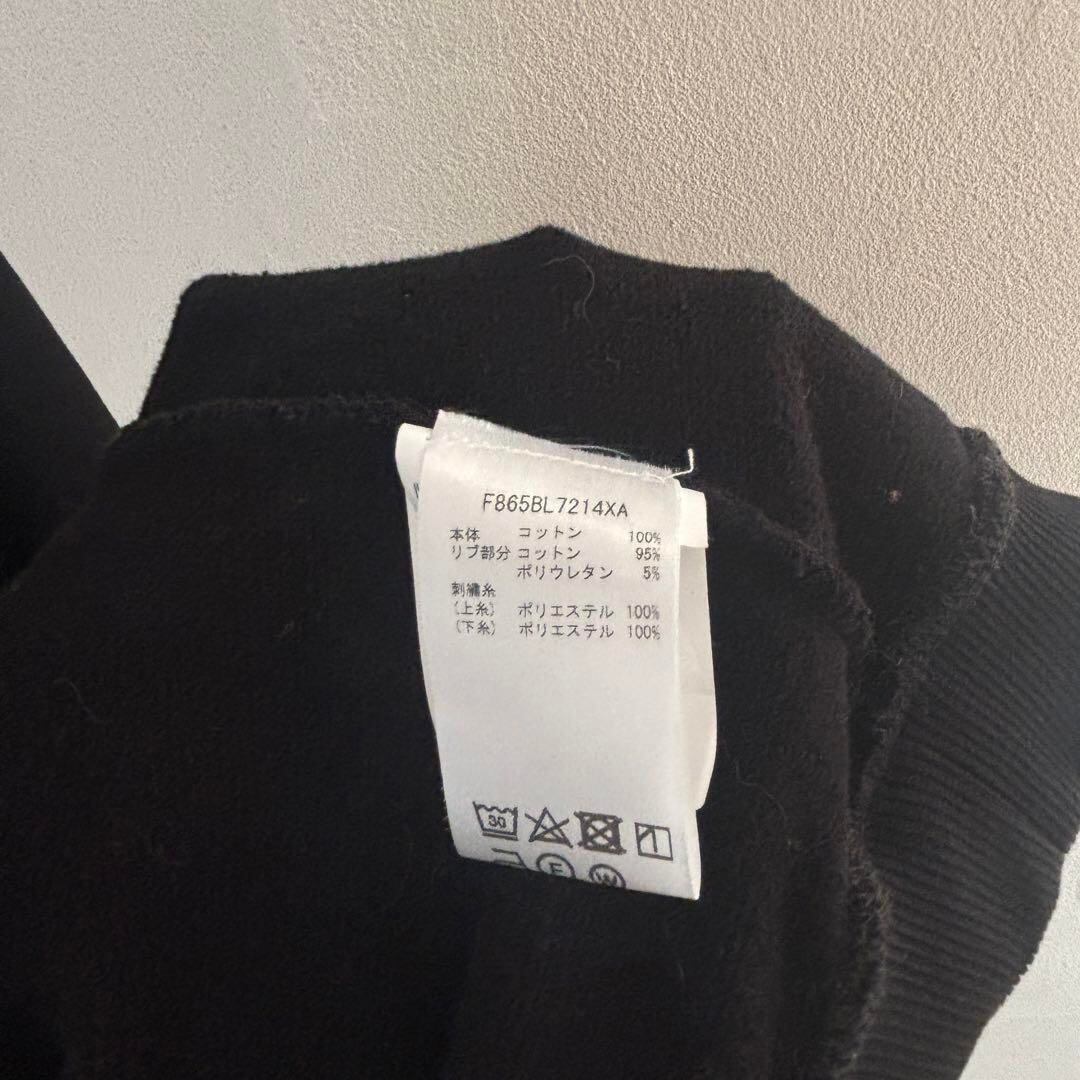 F865BL7214XA
本体 コットン 100%
リブ部分 コットン 95%
ポリウレタン 5%
刺繍糸
(上糸) ポリエステル 100%
(下糸) ポリエステル 100%
30
F W